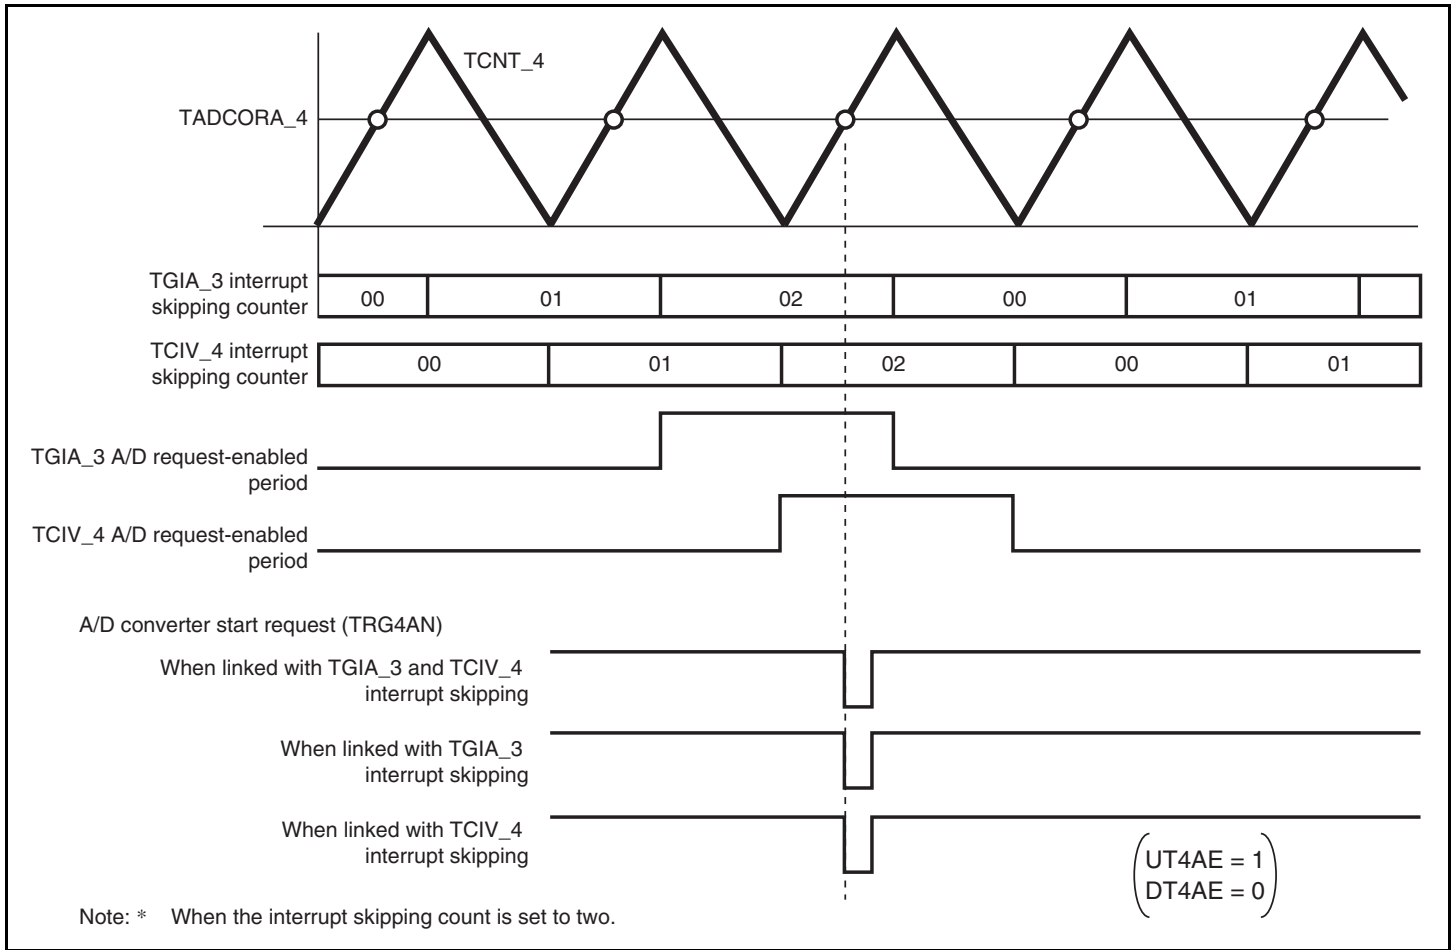 TCNT_4
TADCORA_4
TGIA_3 interrupt
skipping counter
00 01 02 00 01
TCIV_4 interrupt
skipping counter
00 01 02 00 01
TGIA_3 A/D request-enabled
period
TCIV_4 A/D request-enabled
period
A/D converter start request (TRG4AN)
When linked with TGIA_3 and TCIV_4
interrupt skipping
When linked with TGIA_3
interrupt skipping
When linked with TCIV_4
interrupt skipping
UT4AE = 1
DT4AE = 0
Note: * When the interrupt skipping count is set to two.